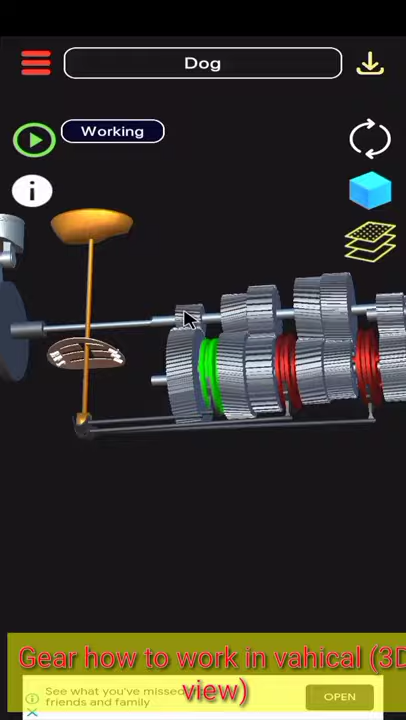 Dog
Working
i
Gear how to work in vahical (3D
view)
See what you've missed
friends and family
OPEN